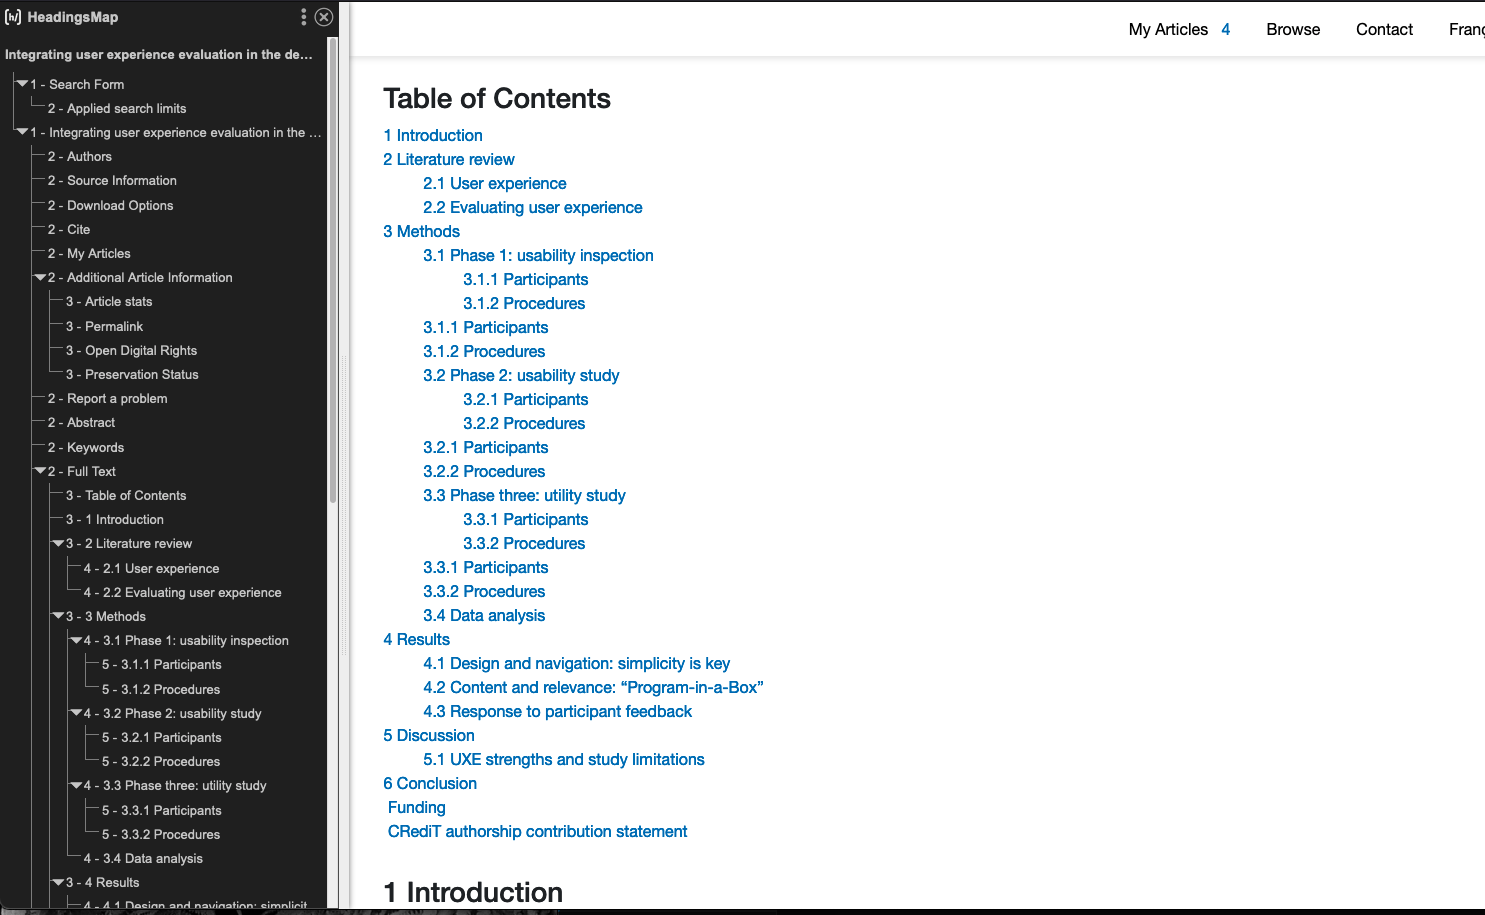 HeadingsMap
Integrating user experience evaluation in the de...
1 - Search Form
2 - Applied search limits
1 - Integrating user experience evaluation in the ...
2 - Authors
2 - Source Information
2 - Download Options
2 - Cite
2 - My Articles
2 - Additional Article Information
3 - Article stats
3 - Permalink
3 - Open Digital Rights
3 - Preservation Status
2 - Report a problem
2 - Abstract
2 - Keywords
2 - Full Text
3 - Table of Contents
3 - 1 Introduction
3 - 2 Literature review
4 - 2.1 User experience
4 - 2.2 Evaluating user experience
3 - 3 Methods
4 - 3.1 Phase 1: usability inspection
5 - 3.1.1 Participants
5 - 3.1.2 Procedures
4 - 3.2 Phase 2: usability study
5 - 3.2.1 Participants
5 - 3.2.2 Procedures
4 - 3.3 Phase three: utility study
5 - 3.3.1 Participants
5 - 3.3.2 Procedures
4 - 3.4 Data analysis
3 - 4 Results
4 - 4.1 Design and navigation: simplicit
My Articles 4 Browse Contact Franç
Table of Contents
1 Introduction
2 Literature review
2.1 User experience
2.2 Evaluating user experience
3 Methods
3.1 Phase 1: usability inspection
3.1.1 Participants
3.1.2 Procedures
3.1.1 Participants
3.1.2 Procedures
3.2 Phase 2: usability study
3.2.1 Participants
3.2.2 Procedures
3.2.1 Participants
3.2.2 Procedures
3.3 Phase three: utility study
3.3.1 Participants
3.3.2 Procedures
3.3.1 Participants
3.3.2 Procedures
3.4 Data analysis
4 Results
4.1 Design and navigation: simplicity is key
4.2 Content and relevance: “Program-in-a-Box”
4.3 Response to participant feedback
5 Discussion
5.1 UXE strengths and study limitations
6 Conclusion
Funding
CRediT authorship contribution statement
1 Introduction